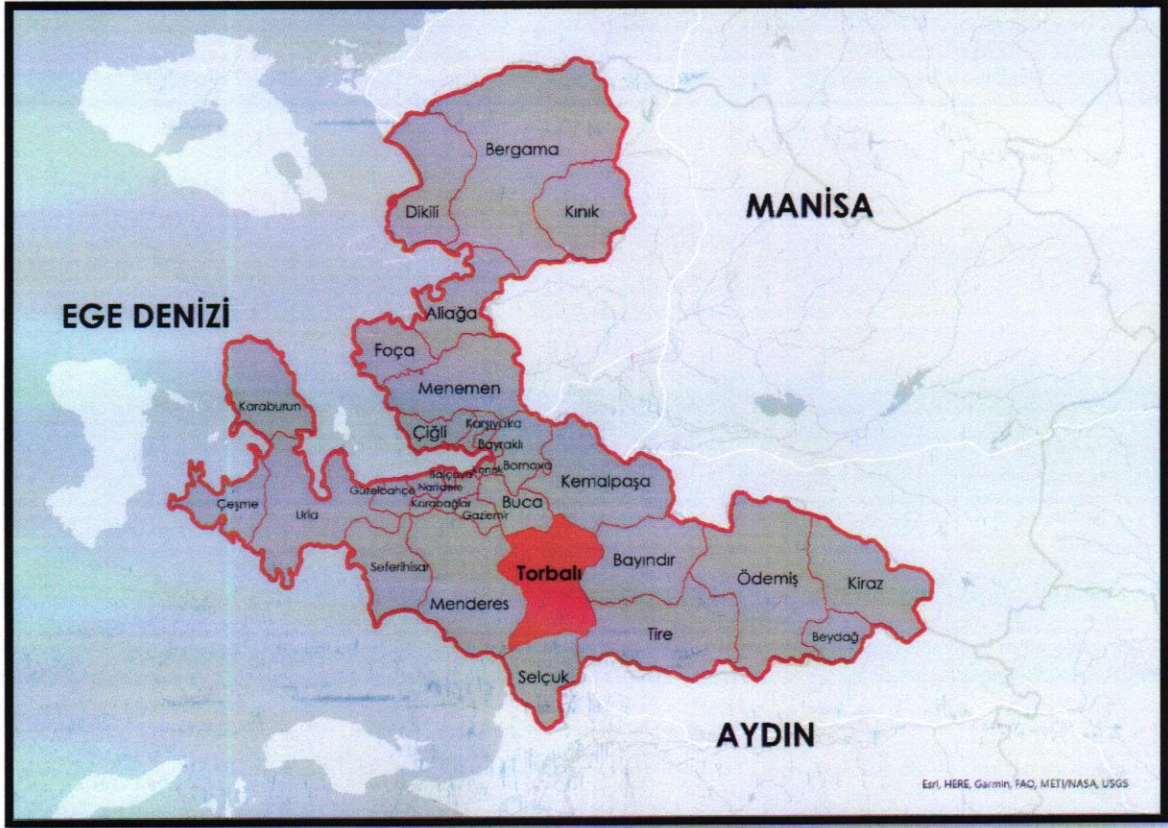 Bergama
MANİSA
Dikili
Kınık
EGE DENİZİ
Aliağa
Foça
Menemen
Karaburun
Karşıyaka
Çiğli
Bayraklı
Bornova
Balçova
Konak
Kemalpaşa
Narlıdere
Güzelbahçe
Çeşme
Urla
Karabağlar
Buca
Gaziemir
Bayındır
Torbalı
Seferihisar
Ödemiş
Kiraz
Menderes
Tire
Beydağ
Selçuk
AYDIN
Esri, HERE, Garmin, FAO, METI/NASA, USGS